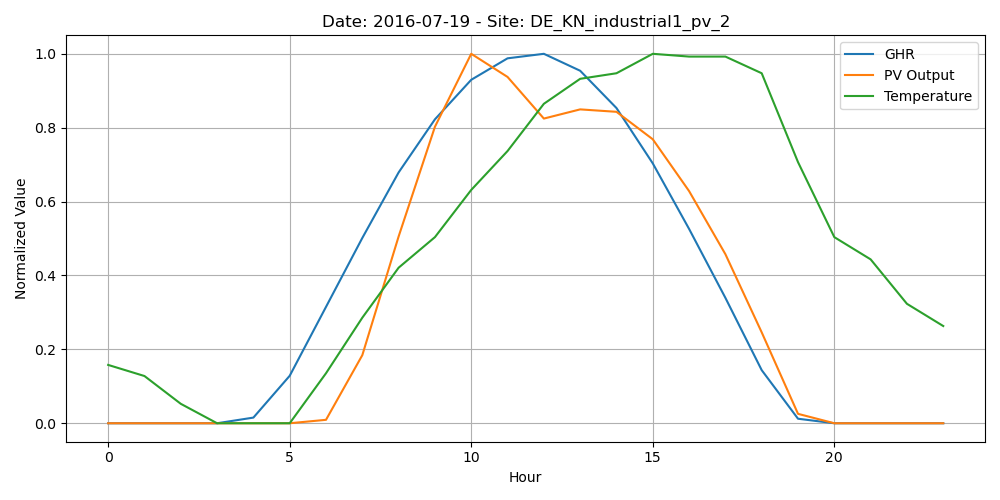 Date: 2016-07-19 - Site: DE_KN_industrial1_pv_2
GHR
PV Output
Temperature
1.0
0.8
0.6
0.4
0.2
0.0
Normalized Value
0 5 10 15 20
Hour